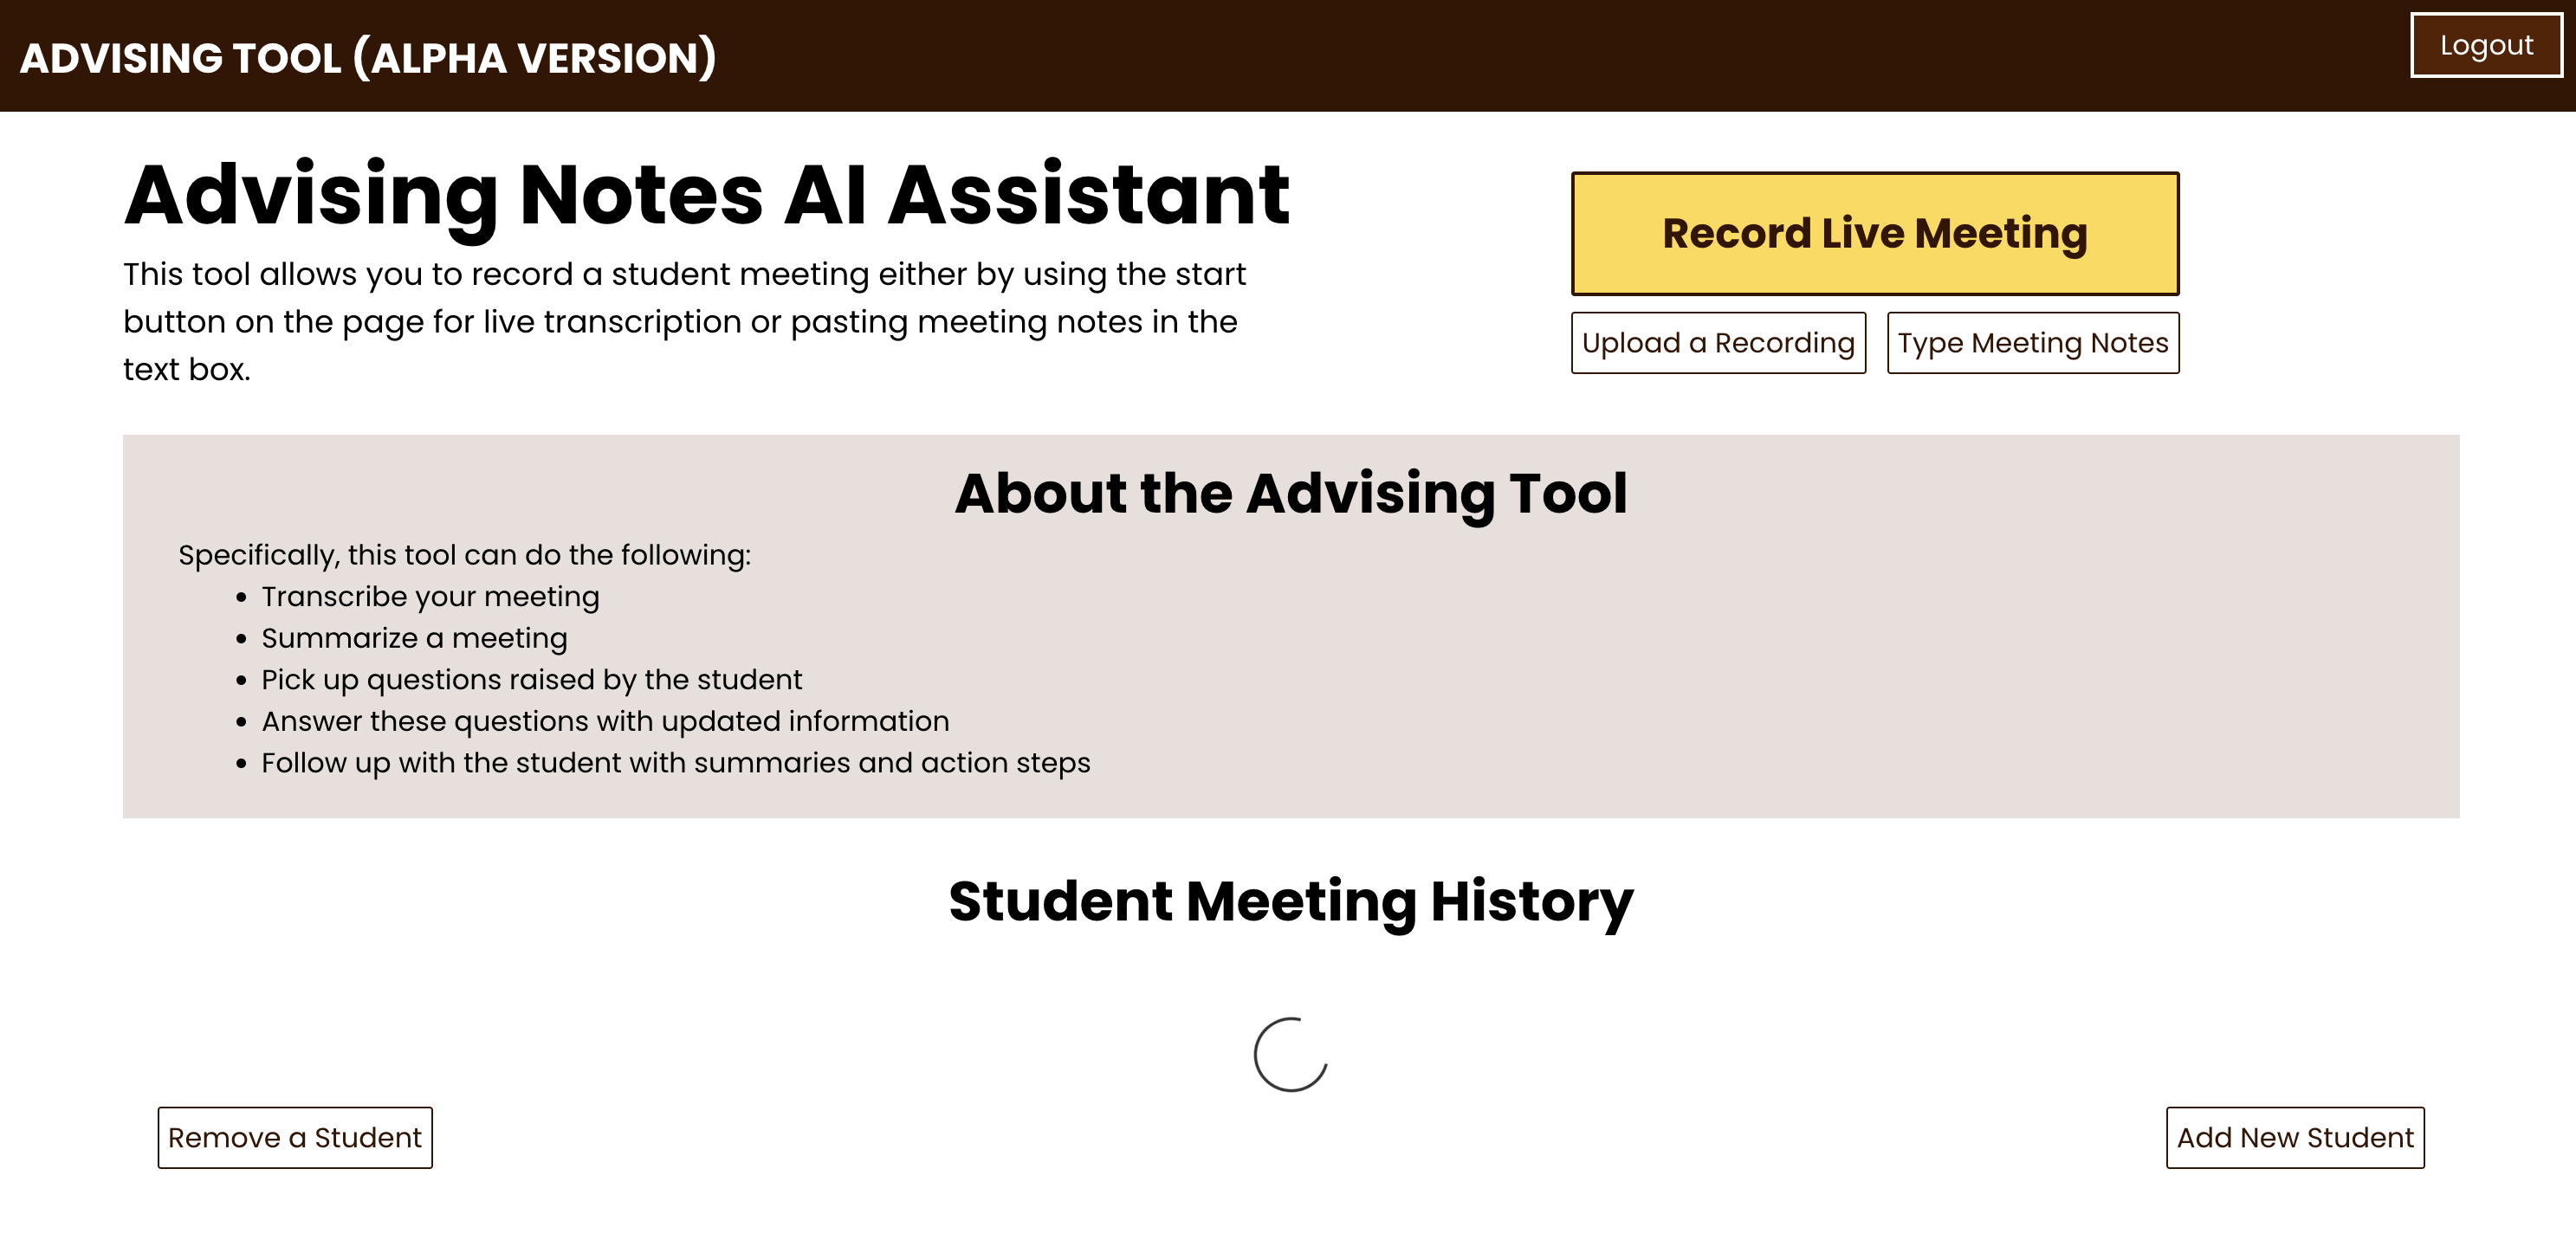 ADVISING TOOL (ALPHA VERSION)
Logout
Advising Notes AI Assistant
This tool allows you to record a student meeting either by using the start
button on the page for live transcription or pasting meeting notes in the
text box.
Record Live Meeting
Upload a Recording
Type Meeting Notes
About the Advising Tool
Specifically, this tool can do the following:
• Transcribe your meeting
• Summarize a meeting
• Pick up questions raised by the student
• Answer these questions with updated information
• Follow up with the student with summaries and action steps
Student Meeting History
Remove a Student
Add New Student